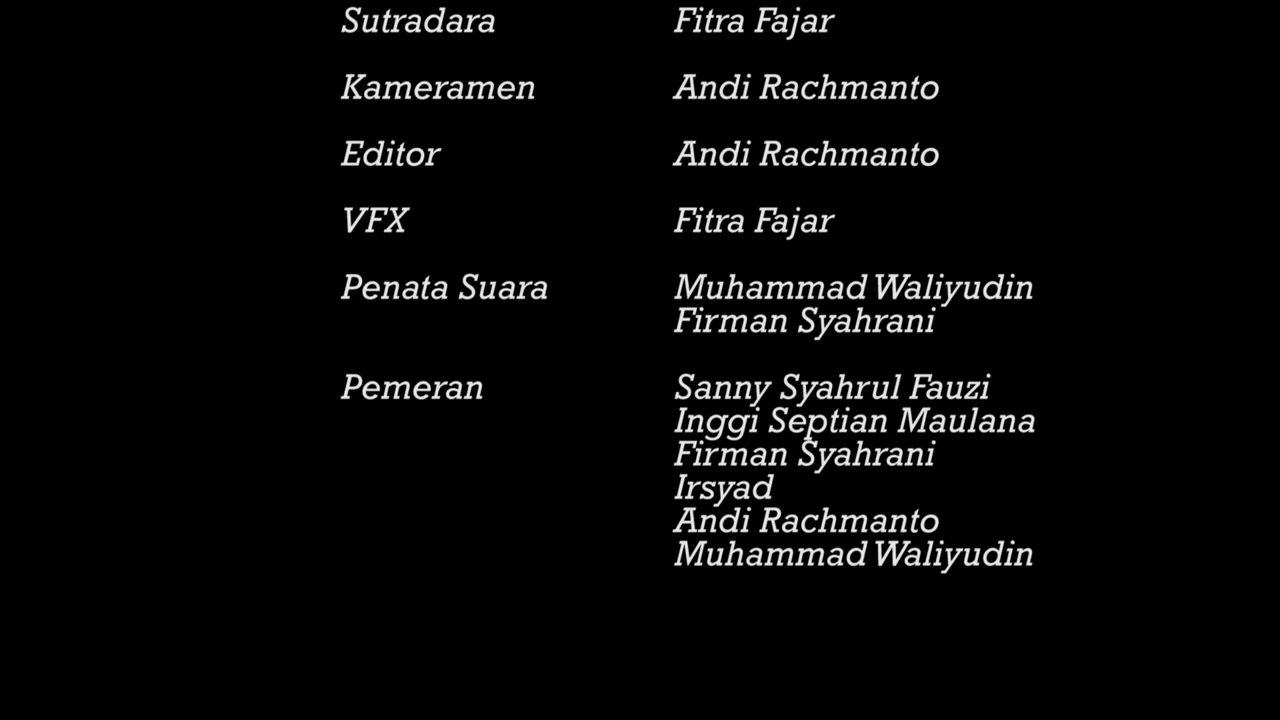 Sutradara Fitra Fajar
Kameramen Andi Rachmanto
Editor Andi Rachmanto
VFX Fitra Fajar
Penata Suara Muhammad Waliyudin
Firman Syahrani
Pemeran Sanny Syahrul Fauzi
Inggi Septian Maulana
Firman Syahrani
Irsyad
Andi Rachmanto
Muhammad Waliyudin